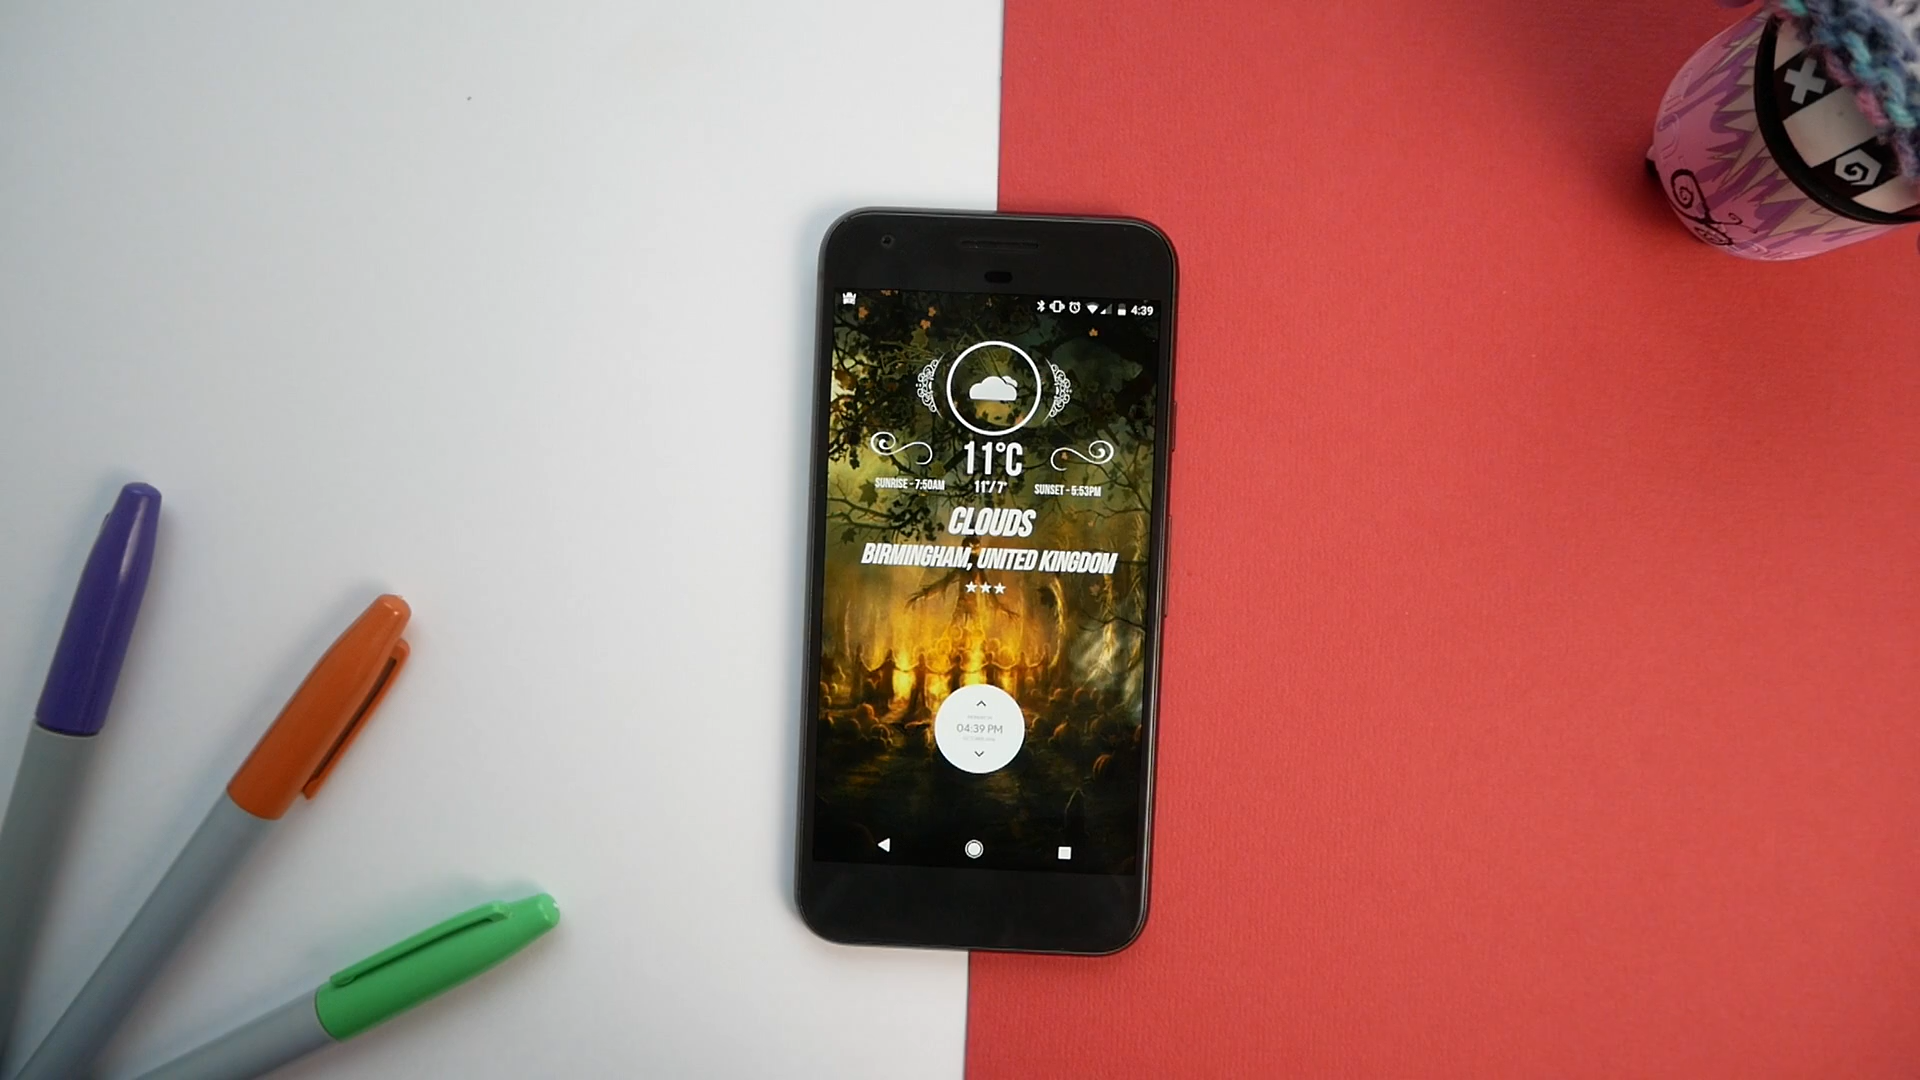 4:39
11°C
SUNRISE - 7:50AM
11°/ 7°
SUNSET - 5:53PM
CLOUDS
BIRMINGHAM, UNITED KINGDOM
04:39 PM